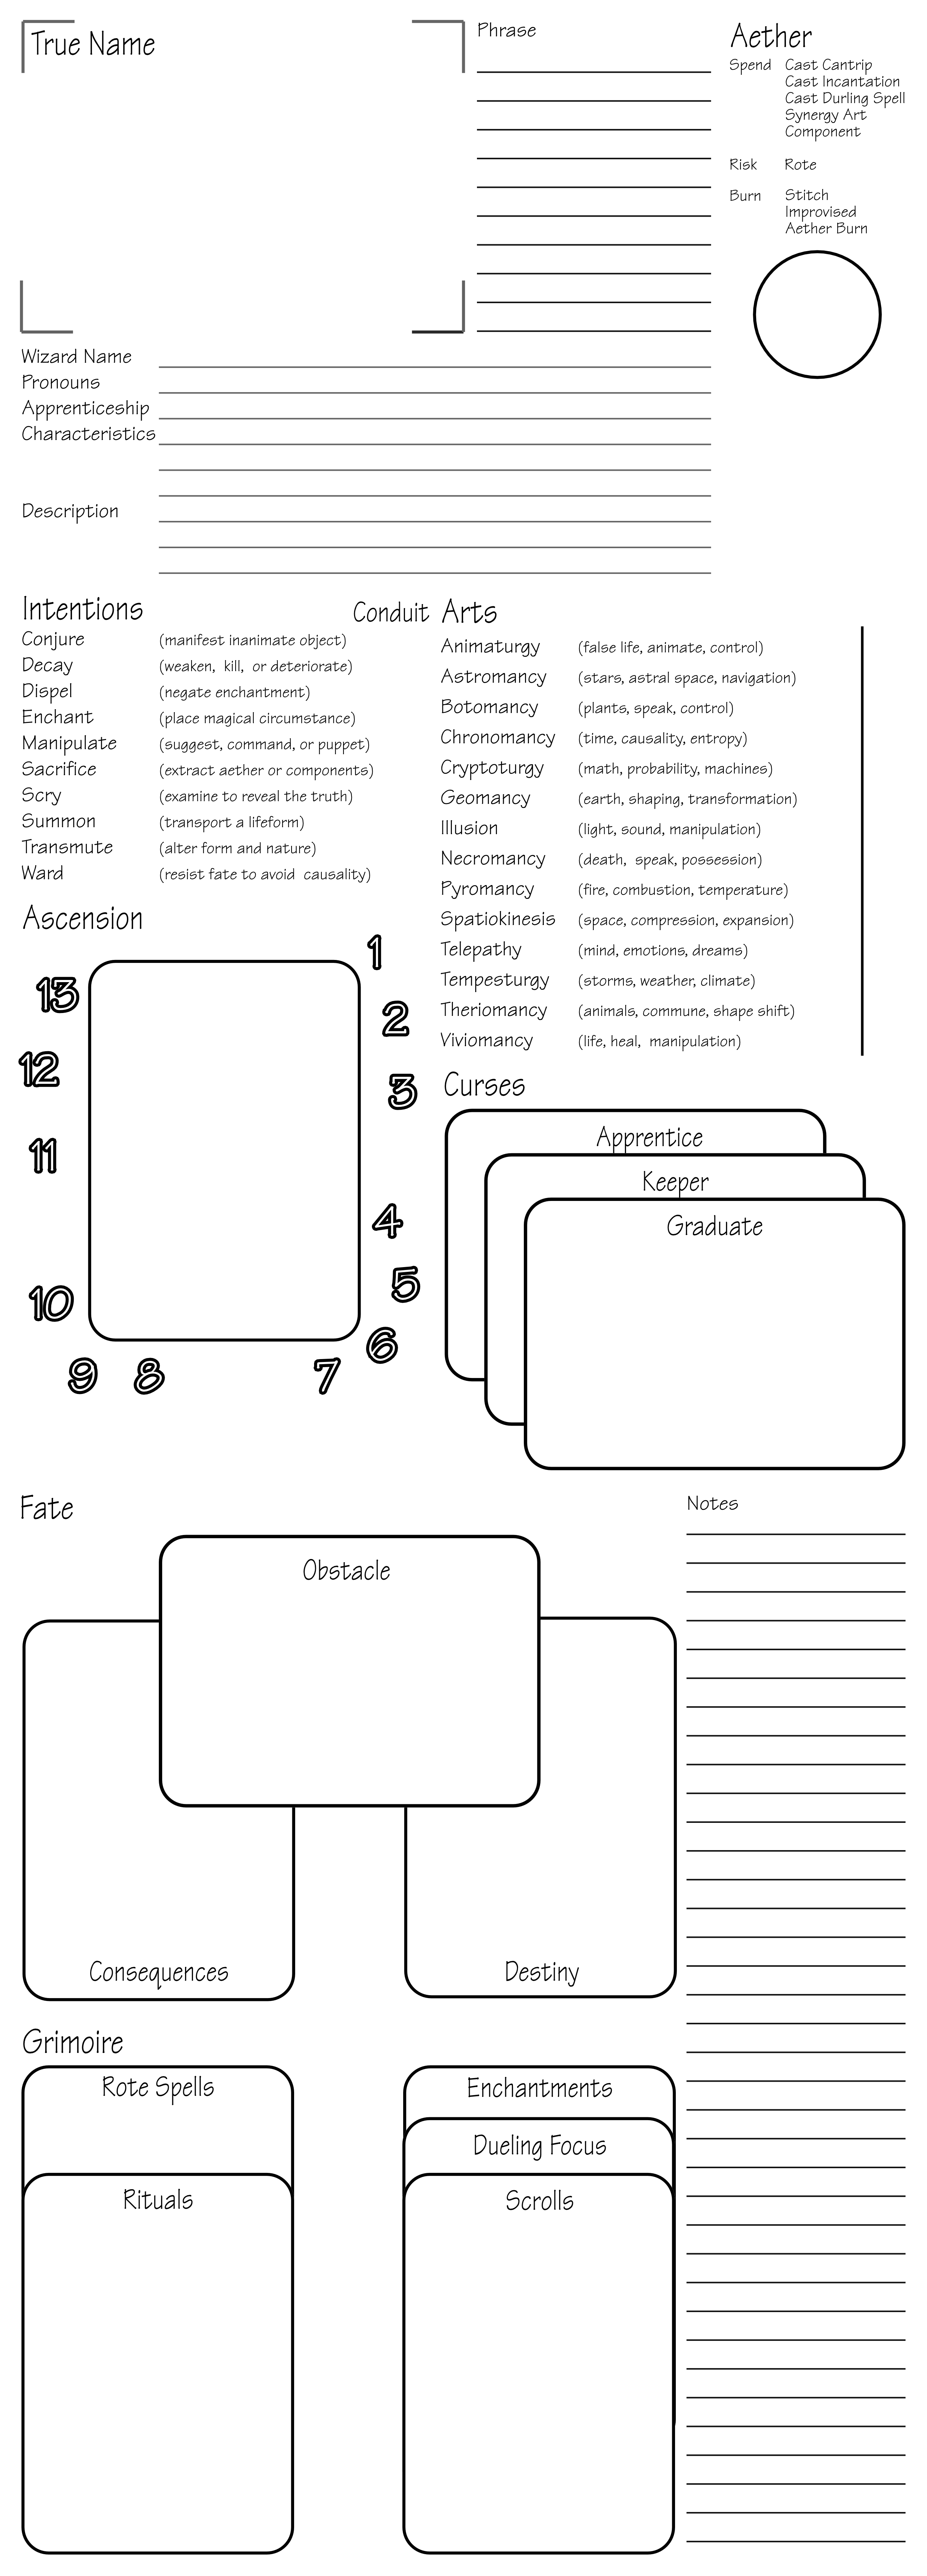 True Name
Phrase
Aether
Spend Cast Cantrip
Cast Incantation
Cast Durling Spell
Synergy Art
Component
Risk Rote
Burn Stitch
Improvised
Aether Burn
Wizard Name
Pronouns
Apprenticeship
Characteristics
Description
Intentions Conduit
Conjure (manifest inanimate object)
Decay (weaken, kill, or deteriorate)
Dispel (negate enchantment)
Enchant (place magical circumstance)
Manipulate (suggest, command, or puppet)
Sacrifice (extract aether or components)
Scry (examine to reveal the truth)
Summon (transport a lifeform)
Transmute (alter form and nature)
Ward (resist fate to avoid causality)
Arts
Animaturgy (false life, animate, control)
Astromancy (stars, astral space, navigation)
Botomancy (plants, speak, control)
Chronomancy (time, causality, entropy)
Cryptoturgy (math, probability, machines)
Geomancy (earth, shaping, transformation)
Illusion (light, sound, manipulation)
Necromancy (death, speak, possession)
Pyromancy (fire, combustion, temperature)
Spatiokinesis (space, compression, expansion)
Telepathy (mind, emotions, dreams)
Tempesturgy (storms, weather, climate)
Theriomancy (animals, commune, shape shift)
Viviomancy (life, heal, manipulation)
Ascension
1
2
3
4
5
6
7
8
9
10
11
12
13
Curses
Apprentice
Keeper
Graduate
Fate
Obstacle
Consequences
Destiny
Notes
Grimoire
Rote Spells
Rituals
Enchantments
Dueling Focus
Scrolls